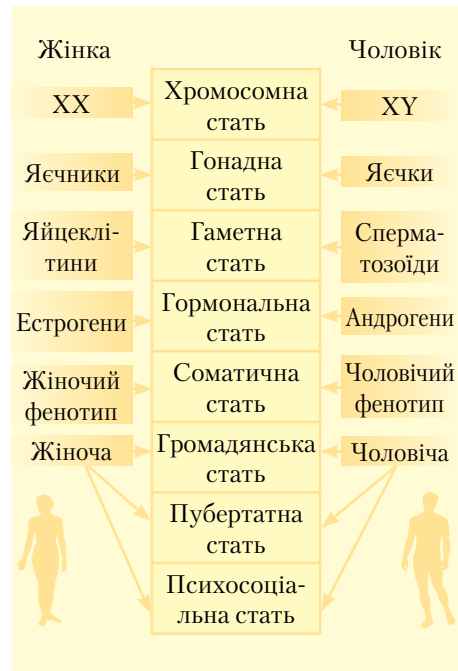 Жінка
Чоловік
XX
Хромосомна
стать
XY
Яєчники
Гонадна
стать
Яєчки
Яйцеклі-
тини
Гаметна
стать
Сперма-
тозоїди
Естрогени
Гормональна
стать
Андрогени
Жіночий
фенотип
Соматична
стать
Чоловічий
фенотип
Жіноча
Громадянська
стать
Чоловіча
Пубертатна
стать
Психосоціа-
льна стать